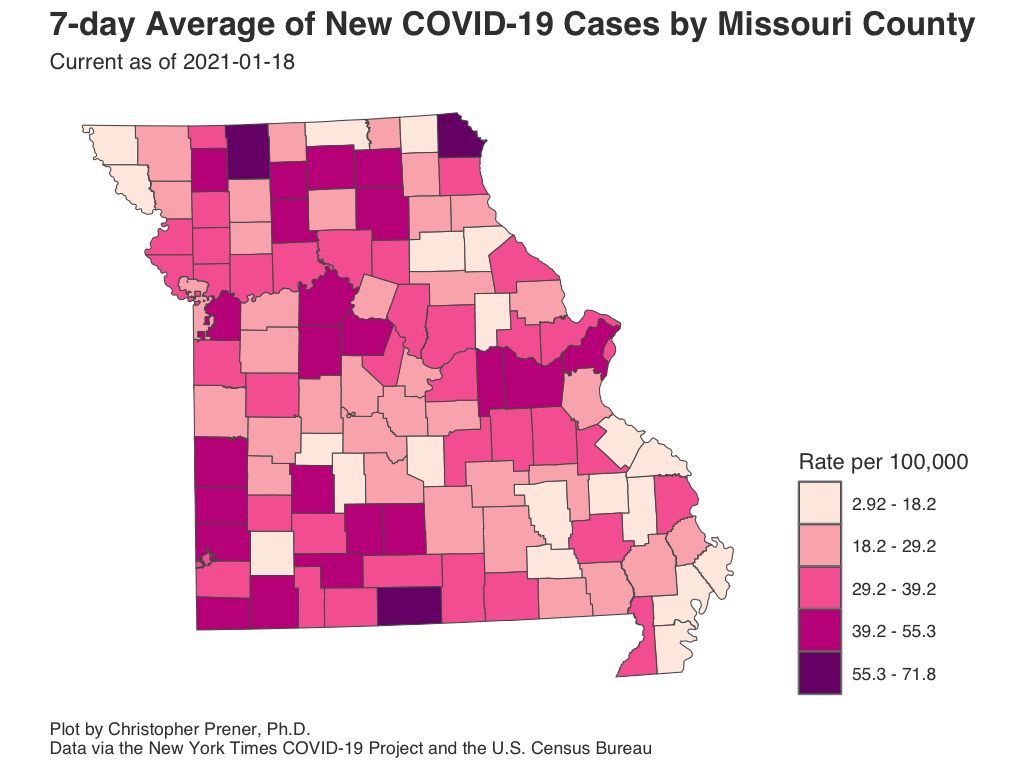 7-day Average of New COVID-19 Cases by Missouri County
Current as of 2021-01-18
Rate per 100,000
2.92 - 18.2
18.2 - 29.2
29.2 - 39.2
39.2 - 55.3
55.3 - 71.8
Plot by Christopher Prener, Ph.D.
Data via the New York Times COVID-19 Project and the U.S. Census Bureau